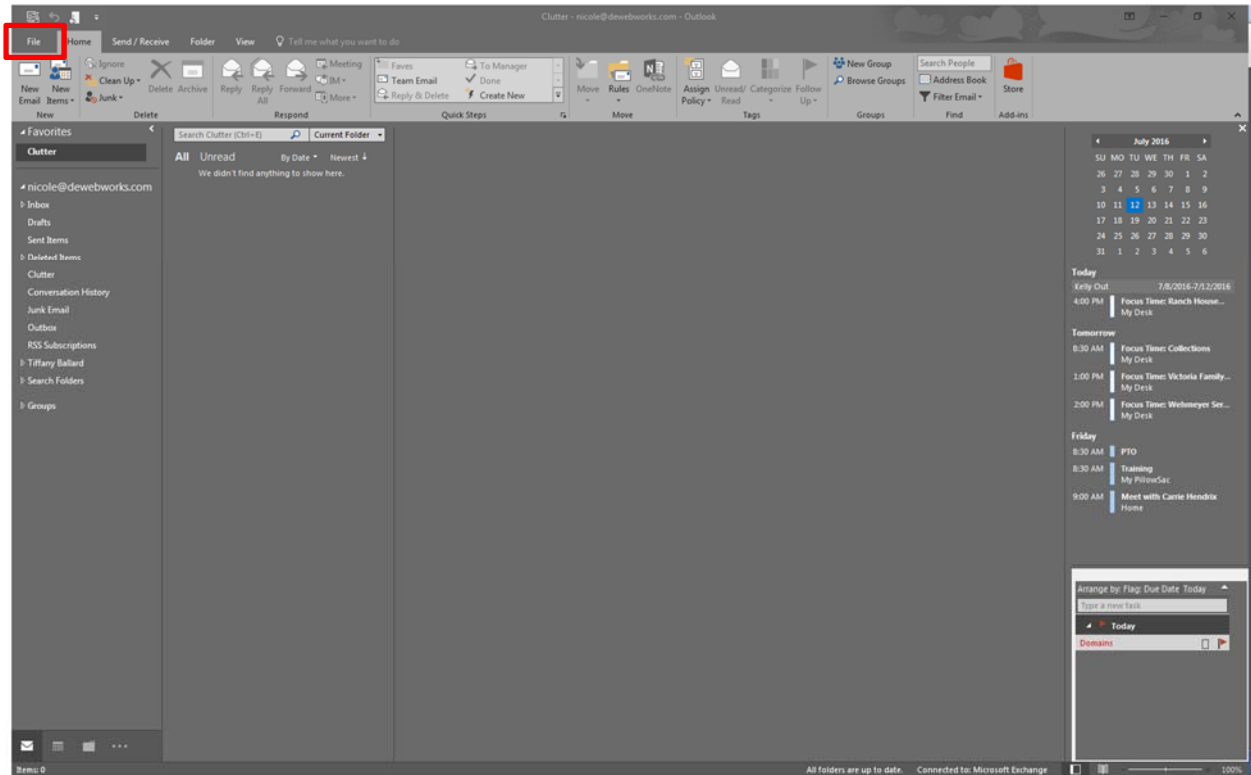 Clutter - nicole@dewebworks.com - Outlook
File Home Send / Receive Folder View Tell me what you want to do
New Email
New Items
Ignore
Clean Up
Junk
Delete
Archive
Reply
Reply All
Forward
Meeting
IM
More
Faves
Team Email
Reply & Delete
To Manager
Done
Create New
Move
Rules
OneNote
Assign Policy
Unread/ Read
Categorize
Follow Up
New Group
Browse Groups
Search People
Address Book
Filter Email
Store
New Delete Respond Quick Steps Move Tags Groups Find Add-ins
Favorites
Clutter
nicole@dewebworks.com
Inbox
Drafts
Sent Items
Deleted Items
Clutter
Conversation History
Junk Email
Outbox
RSS Subscriptions
Tiffany Ballard
Search Folders
Groups
Search Clutter (Ctrl+E) Current Folder
All Unread By Date Newest
We didn't find anything to show here.
July 2016
SU MO TU WE TH FR SA
26 27 28 29 30 1 2
3 4 5 6 7 8 9
10 11 12 13 14 15 16
17 18 19 20 21 22 23
24 25 26 27 28 29 30
31 1 2 3 4 5 6
Today
Kelly Out 7/8/2016-7/12/2016
4:00 PM Focus Time: Ranch House...
My Desk
Tomorrow
8:30 AM Focus Time: Collections
My Desk
1:00 PM Focus Time: Victoria Family...
My Desk
2:00 PM Focus Time: Wehmeyer Ser...
My Desk
Friday
8:30 AM PTO
8:30 AM Training
My PillowSac
9:00 AM Meet with Carrie Hendrix
Home
Arrange by: Flag: Due Date Today
Type a new task
Today
Domains
Items: 0 All folders are up to date. Connected to: Microsoft Exchange 100%